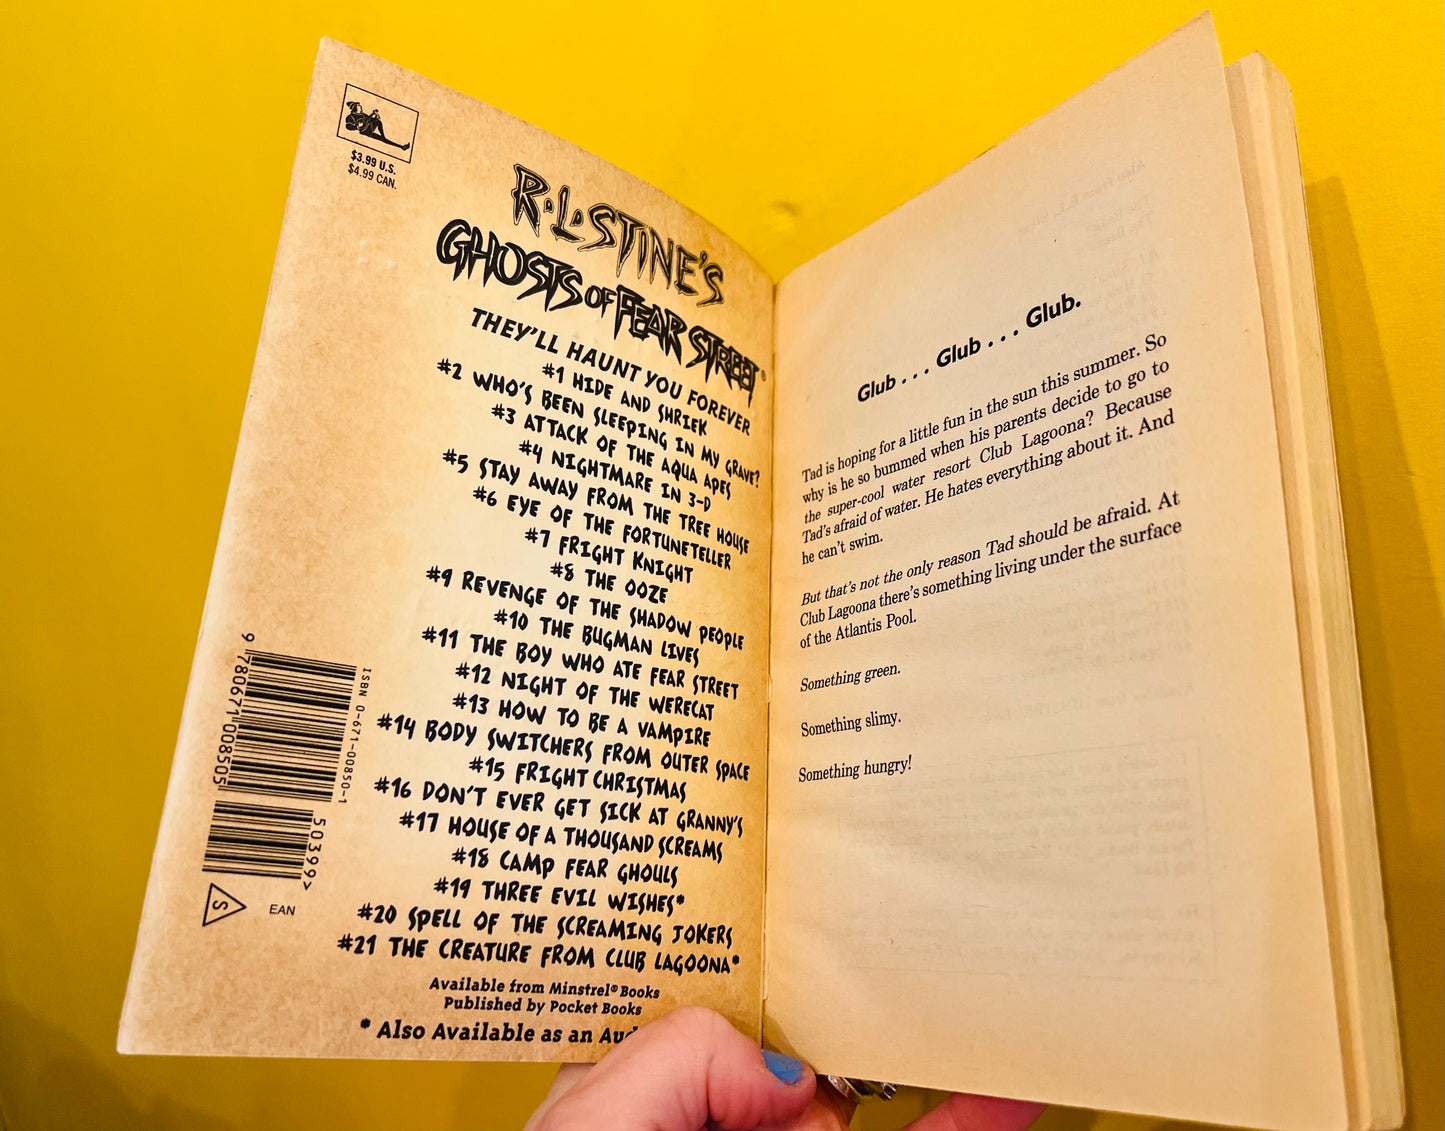 $3.99 U.S.
$4.99 CAN.
R.L. STINE'S
GHOSTS OF FEAR STREET®
THEY'LL HAUNT YOU FOREVER
#1 HIDE AND SHRIEK
#2 WHO'S BEEN SLEEPING IN MY GRAVE?
#3 ATTACK OF THE AQUA APES
#4 NIGHTMARE IN 3-D
#5 STAY AWAY FROM THE TREE HOUSE
#6 EYE OF THE FORTUNETELLER
#7 FRIGHT KNIGHT
#8 THE OOZE
#9 REVENGE OF THE SHADOW PEOPLE
#10 THE BUGMAN LIVES
#11 THE BOY WHO ATE FEAR STREET
#12 NIGHT OF THE WERECAT
#13 HOW TO BE A VAMPIRE
#14 BODY SWITCHERS FROM OUTER SPACE
#15 FRIGHT CHRISTMAS
#16 DON'T EVER GET SICK AT GRANNY'S
#17 HOUSE OF A THOUSAND SCREAMS
#18 CAMP FEAR GHOULS
#19 THREE EVIL WISHES*
#20 SPELL OF THE SCREAMING JOKERS
#21 THE CREATURE FROM CLUB LAGOONA*
Available from Minstrel® Books
Published by Pocket Books
* Also Available as an
ISBN 0-671-00850-1
9 780671 008505
50399>
S
EAN
Glub . . . Glub . . . Glub.
Tad is hoping for a little fun in the sun this summer. So
why is he so bummed when his parents decide to go to
the super-cool water resort Club Lagoona? Because
Tad's afraid of water. He hates everything about it. And
he can't swim.
But that's not the only reason Tad should be afraid. At
Club Lagoona there's something living under the surface
of the Atlantis Pool.
Something green.
Something slimy.
Something hungry!